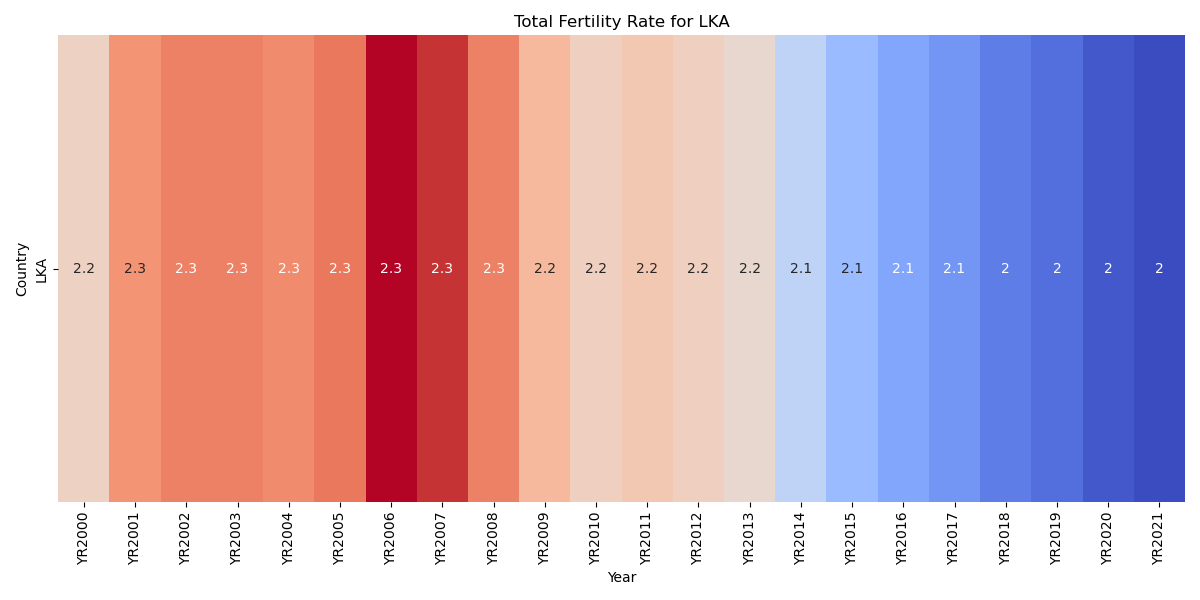 Total Fertility Rate for LKA
Country
LKA
2.2 2.3 2.3 2.3 2.3 2.3 2.3 2.3 2.3 2.2 2.2 2.2 2.2 2.2 2.1 2.1 2.1 2.1 2 2 2 2
YR2000 YR2001 YR2002 YR2003 YR2004 YR2005 YR2006 YR2007 YR2008 YR2009 YR2010 YR2011 YR2012 YR2013 YR2014 YR2015 YR2016 YR2017 YR2018 YR2019 YR2020 YR2021
Year